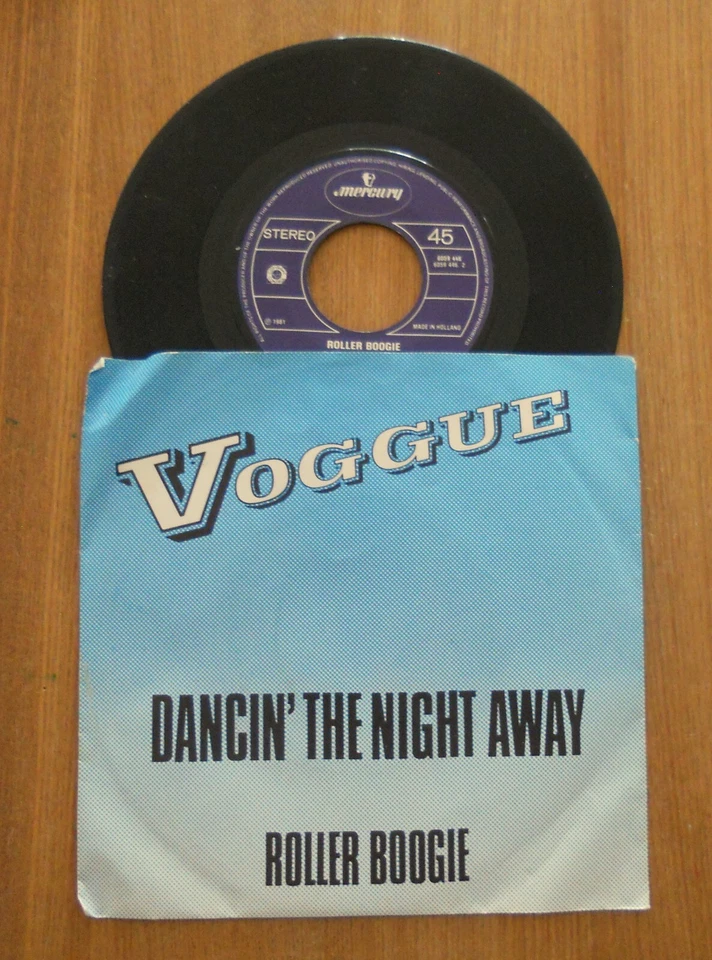 mercury
STEREO
45
6059 446
6059 446.2
℗ 1981
MADE IN HOLLAND
ROLLER BOOGIE
VOGGUE
DANCIN' THE NIGHT AWAY
ROLLER BOOGIE